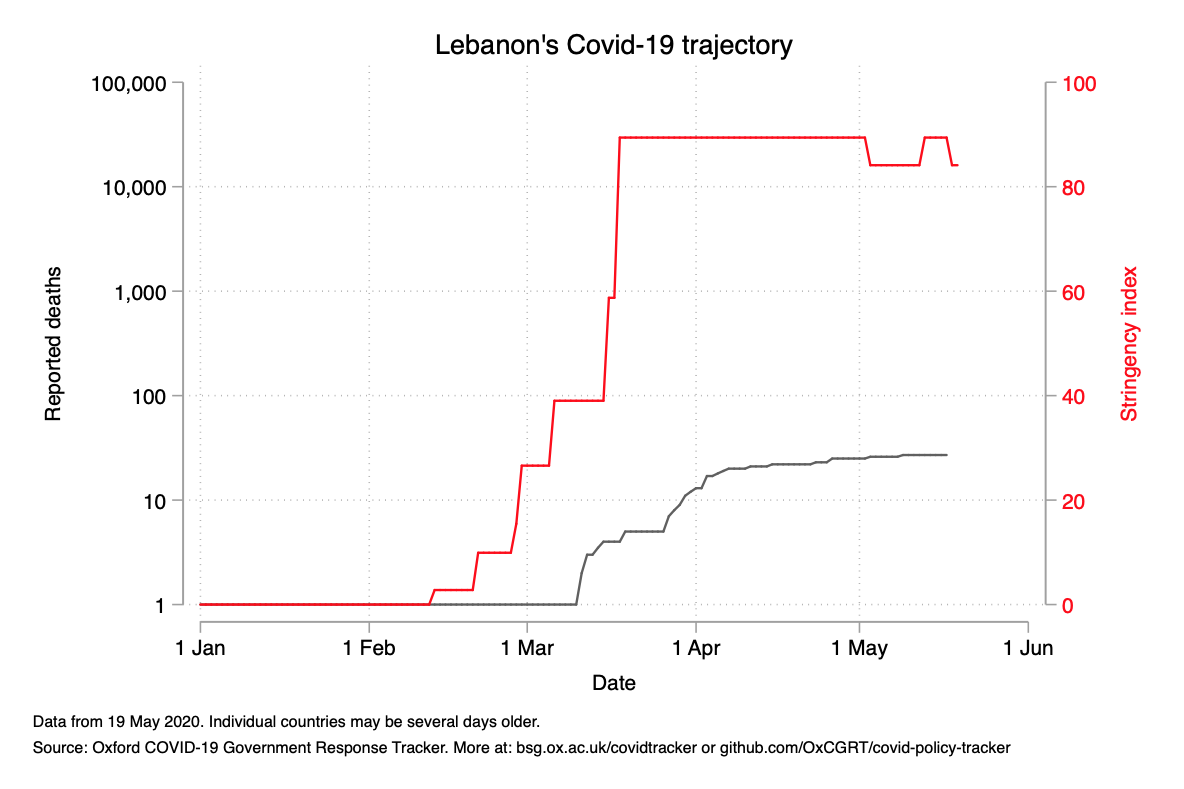 Lebanon's Covid-19 trajectory
100,000
10,000
1,000
100
10
1
Reported deaths
100
80
60
40
20
0
Stringency index
1 Jan 1 Feb 1 Mar 1 Apr 1 May 1 Jun
Date
Data from 19 May 2020. Individual countries may be several days older.
Source: Oxford COVID-19 Government Response Tracker. More at: bsg.ox.ac.uk/covidtracker or github.com/OxCGRT/covid-policy-tracker